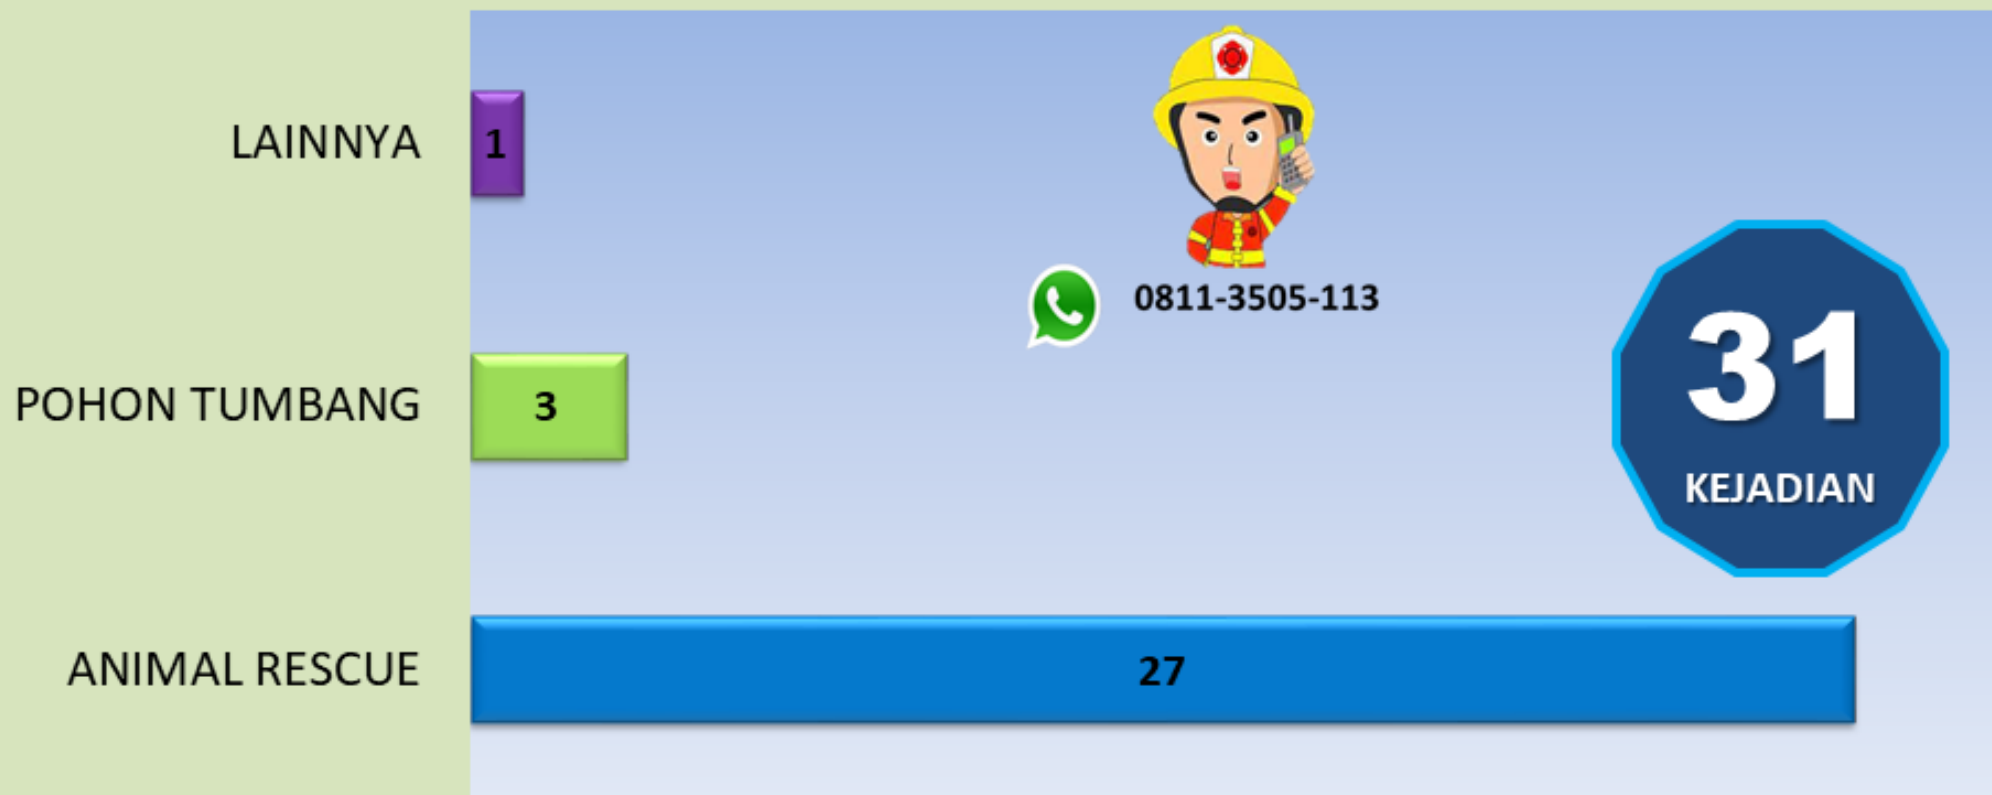 LAINNYA
1
0811-3505-113
31
KEJADIAN
POHON TUMBANG
3
ANIMAL RESCUE
27